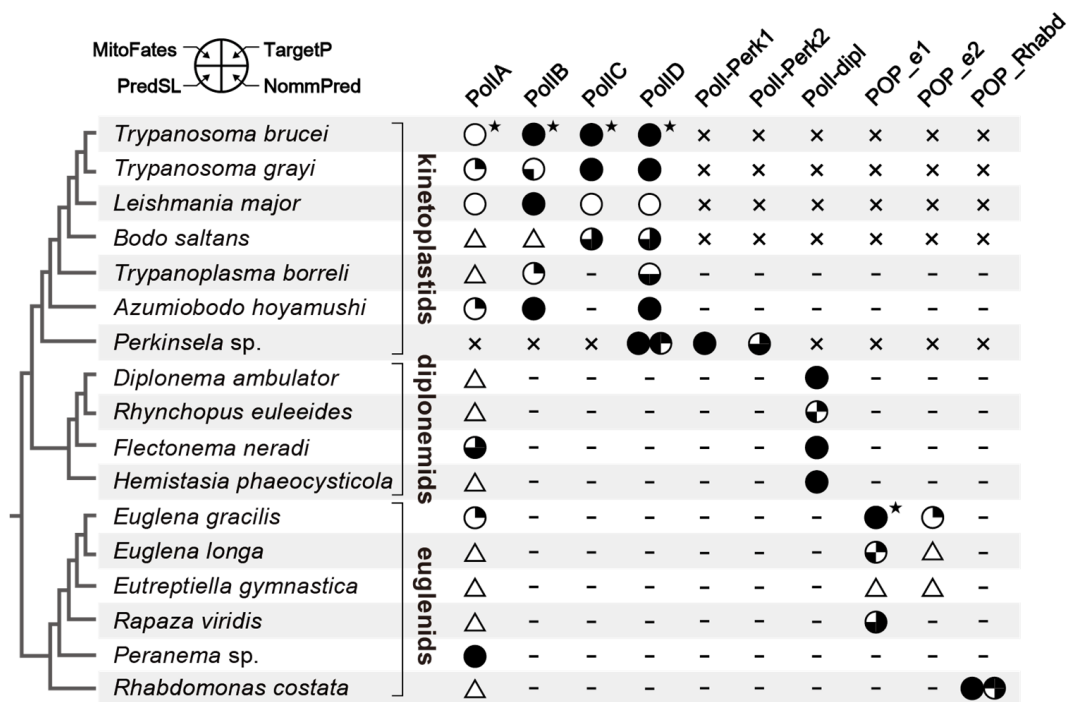 MitoFates TargetP
PredSL NommPred
PolIA PolIB PolIC PolID PolI-Perk1 PolI-Perk2 PolI-dipl POP_e1 POP_e2 POP_Rhabd
Trypanosoma brucei
Trypanosoma grayi
Leishmania major
Bodo saltans
Trypanoplasma borreli
Azumiobodo hoyamushi
Perkinsela sp.
kinetoplastids
Diplonema ambulator
Rhynchopus euleeides
Flectonema neradi
Hemistasia phaeocysticola
diplonemids
Euglena gracilis
Euglena longa
Eutreptiella gymnastica
Rapaza viridis
Peranema sp.
Rhabdomonas costata
euglenids